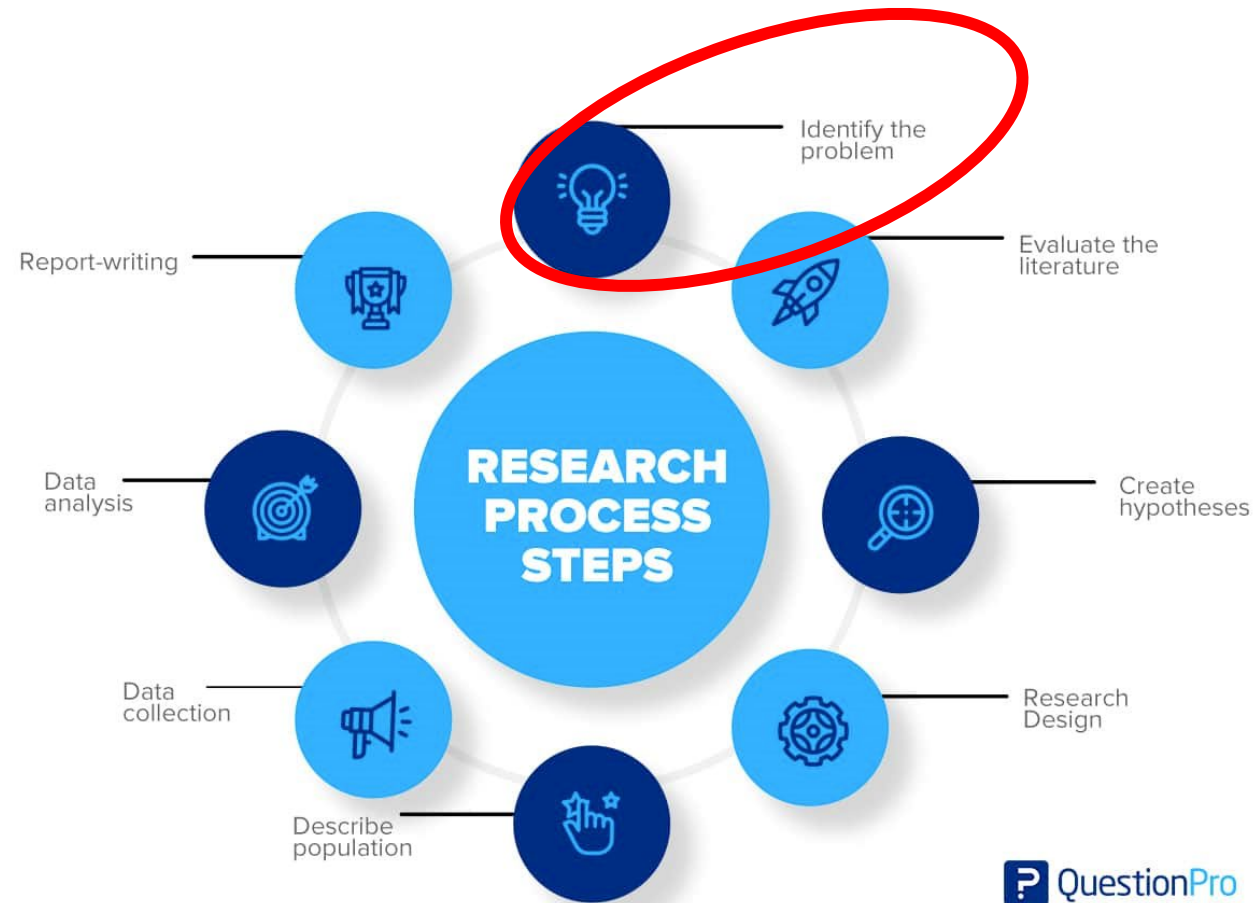 Identify the
problem
Evaluate the
literature
Create
hypotheses
Research
Design
Describe
population
Data
collection
Data
analysis
Report-writing
RESEARCH
PROCESS
STEPS
? QuestionPro